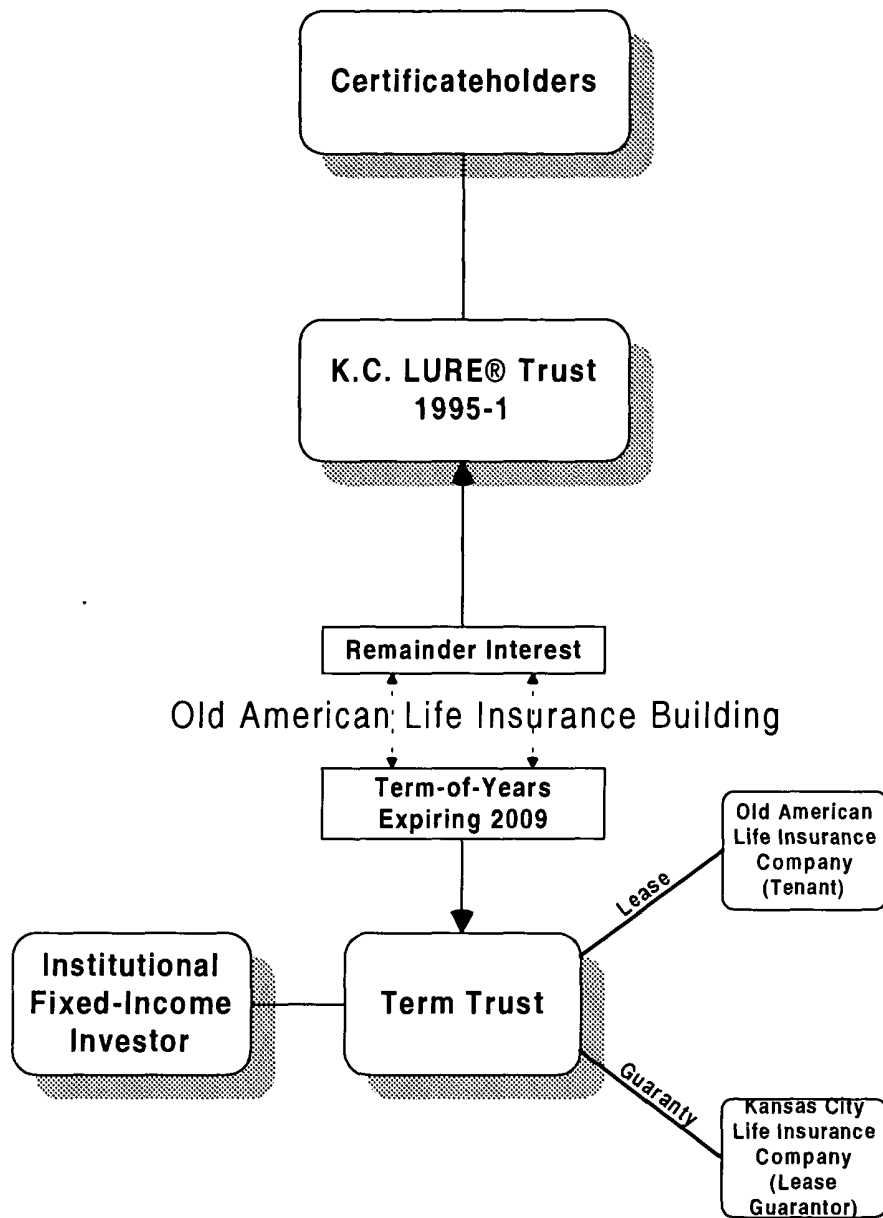 Certificateholders
K.C. LURE® Trust
1995-1
Remainder Interest
Old American Life Insurance Building
Term-of-Years
Expiring 2009
Old American
Life Insurance
Company
(Tenant)
Lease
Institutional
Fixed-Income
Investor
Term Trust
Guaranty
Kansas City
Life Insurance
Company
(Lease
Guarantor)